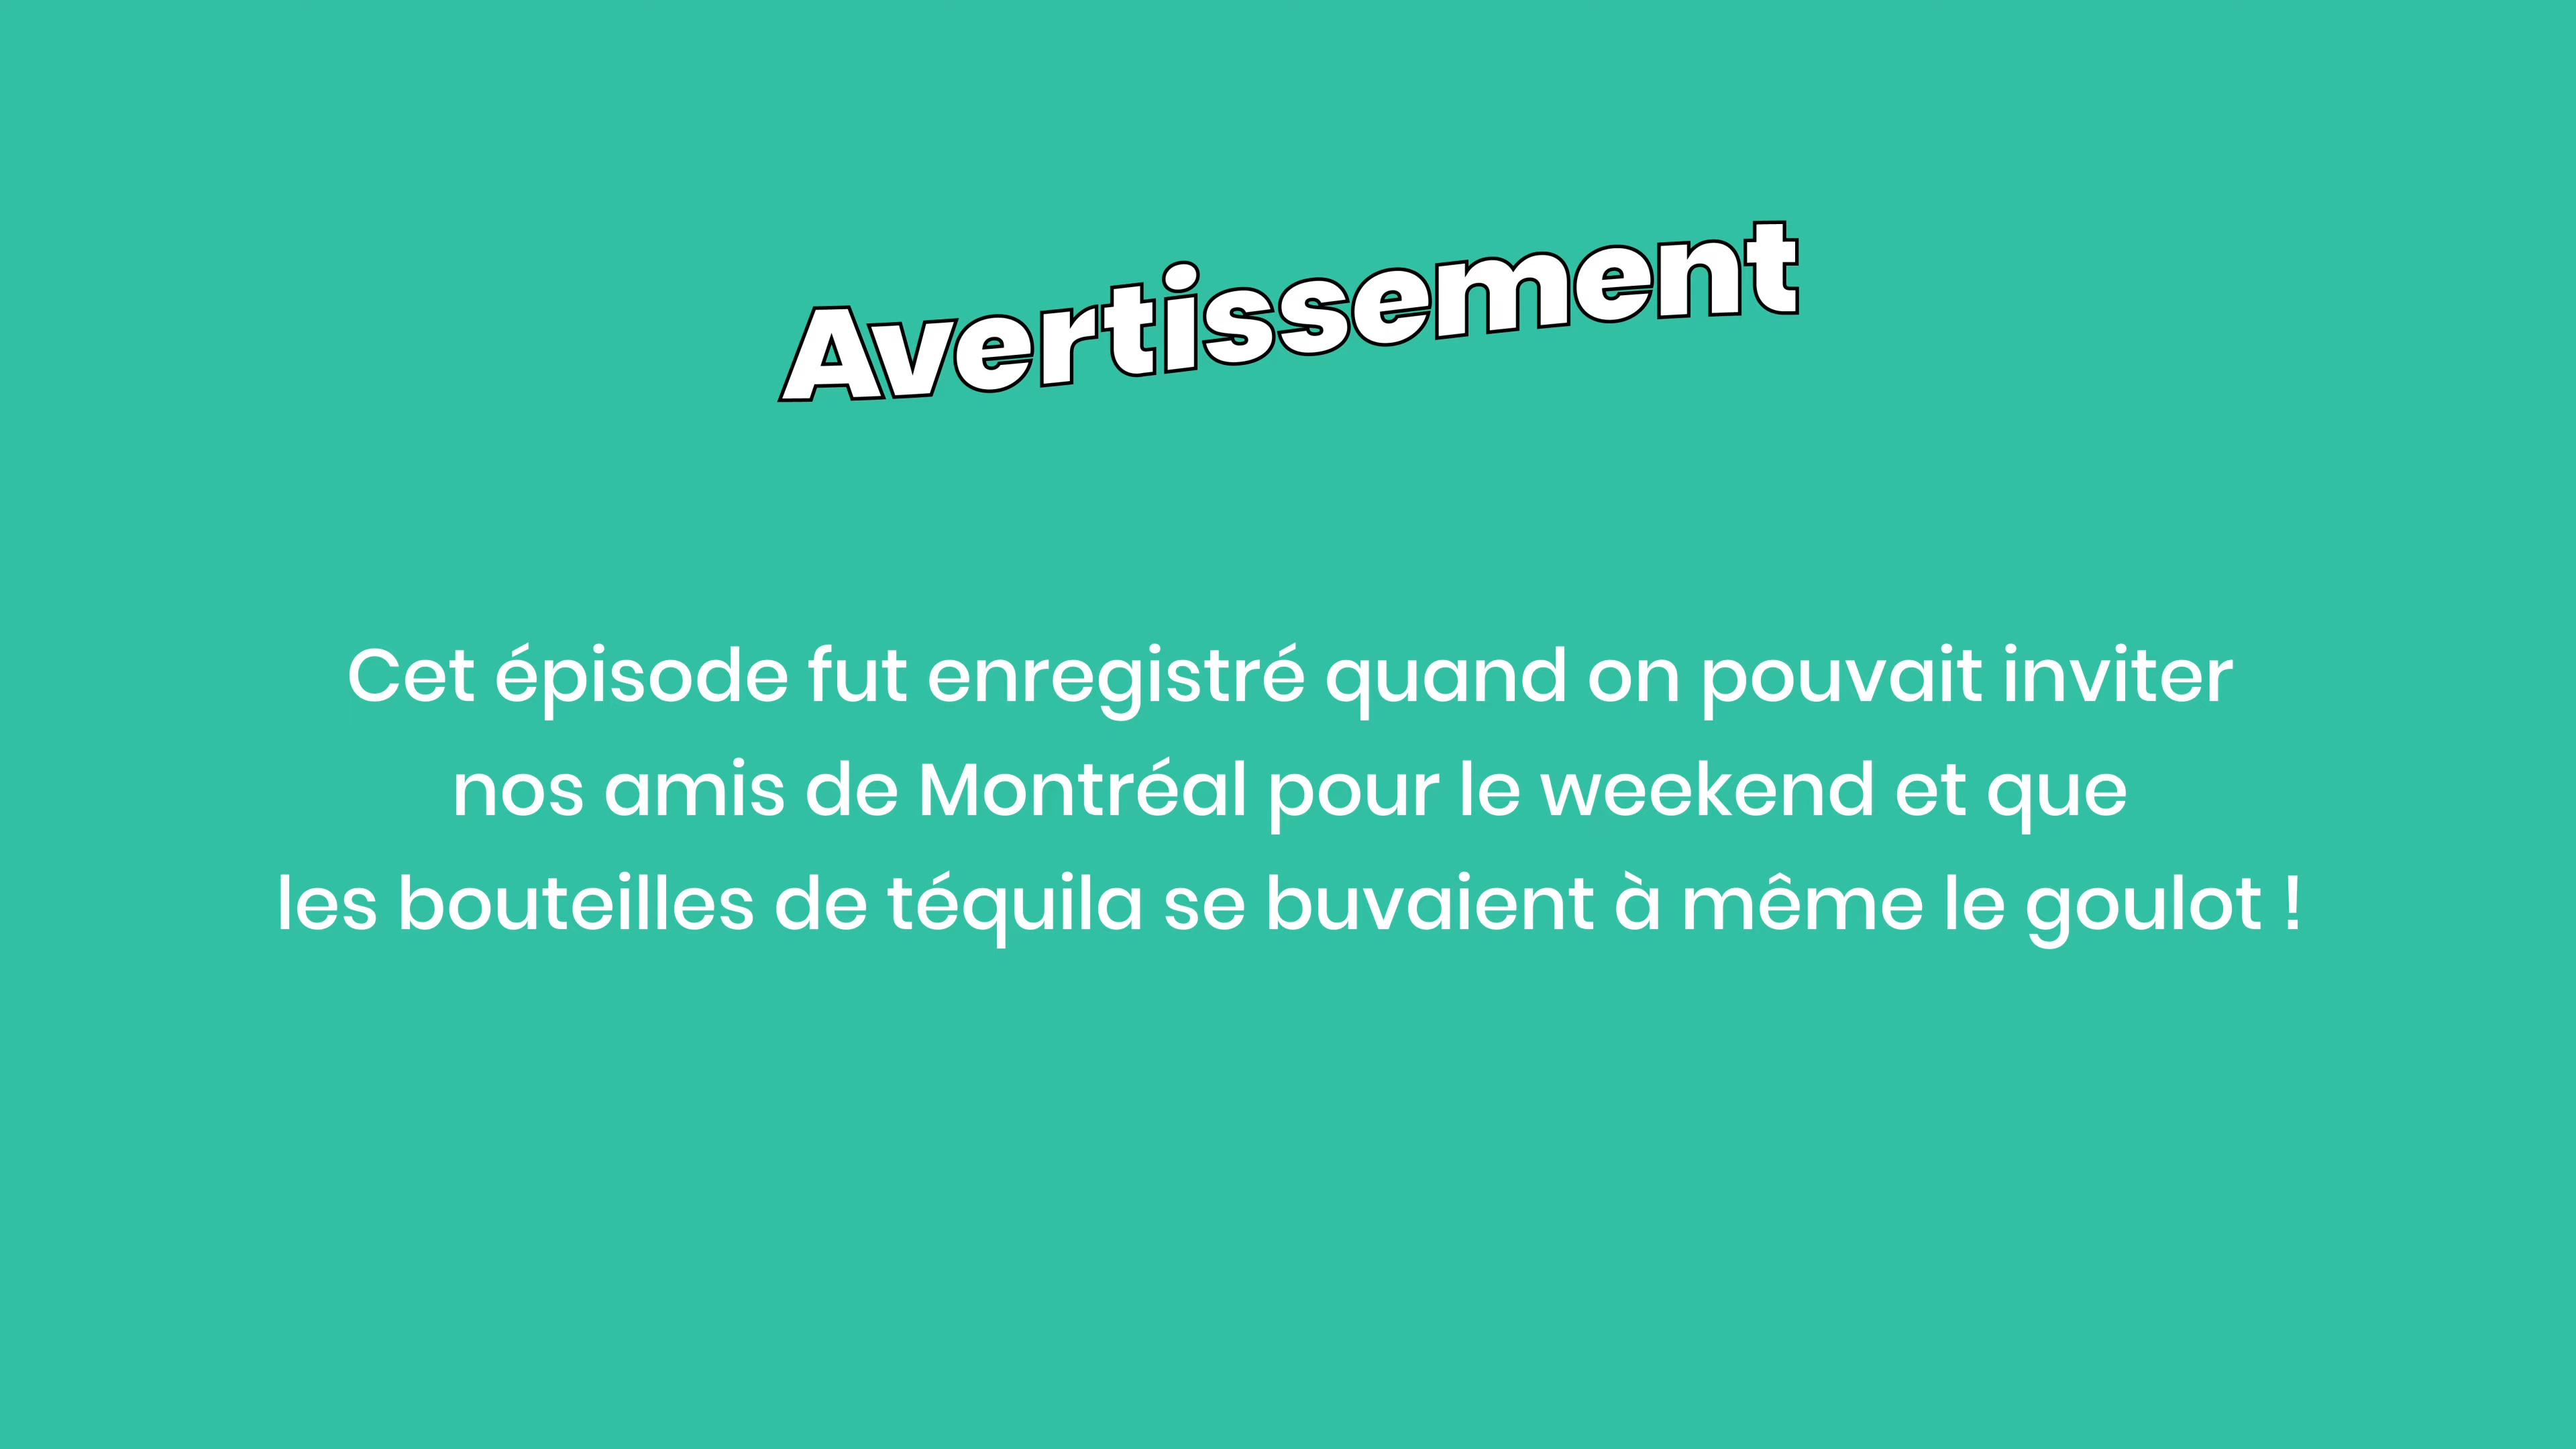 Avertissement
Cet épisode fut enregistré quand on pouvait inviter
nos amis de Montréal pour le weekend et que
les bouteilles de téquila se buvaient à même le goulot !